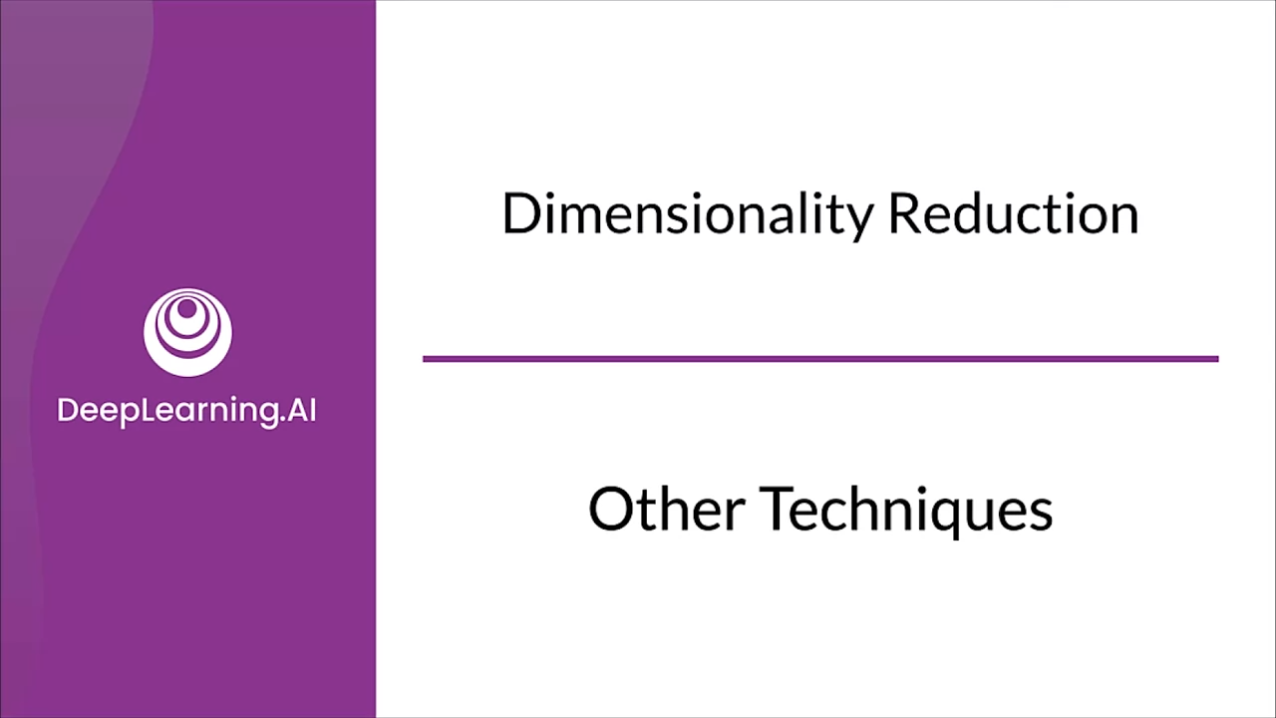 DeepLearning.AI
Dimensionality Reduction
Other Techniques